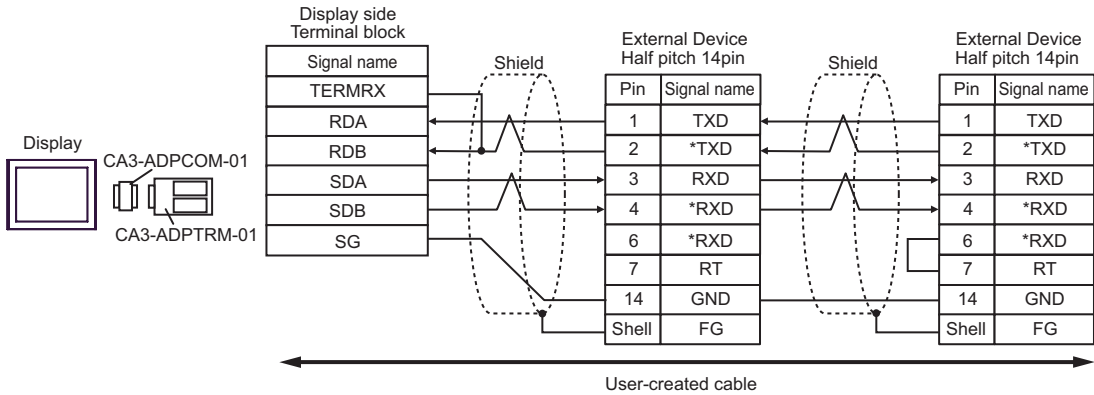 Display
CA3-ADPCOM-01
CA3-ADPTRM-01
Display side
Terminal block
Signal name
TERMRX
RDA
RDB
SDA
SDB
SG
Shield
External Device
Half pitch 14pin
Pin Signal name
1 TXD
2 *TXD
3 RXD
4 *RXD
6 *RXD
7 RT
14 GND
Shell FG
Shield
External Device
Half pitch 14pin
Pin Signal name
1 TXD
2 *TXD
3 RXD
4 *RXD
6 *RXD
7 RT
14 GND
Shell FG
User-created cable